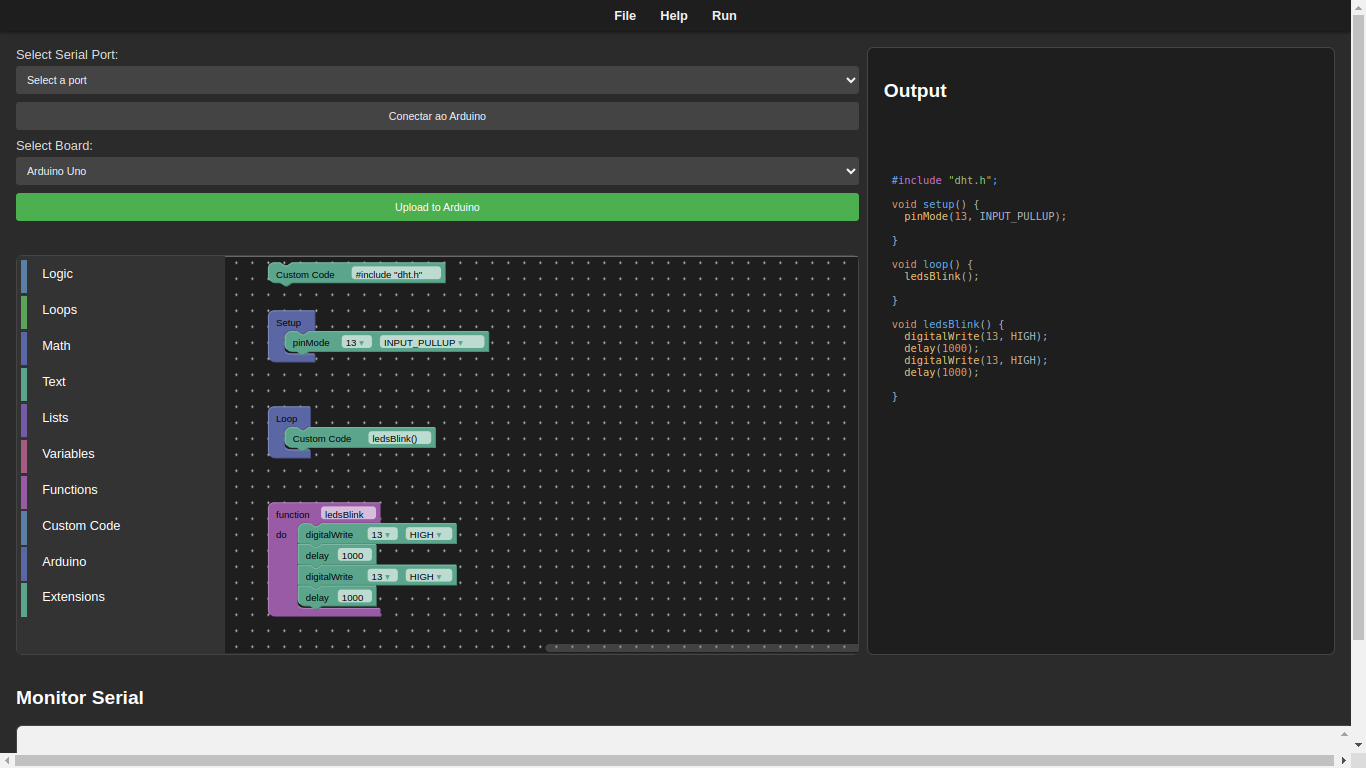 File Help Run
Select Serial Port:
Select a port
Conectar ao Arduino
Select Board:
Arduino Uno
Upload to Arduino
Logic
Loops
Math
Text
Lists
Variables
Functions
Custom Code
Arduino
Extensions
Custom Code #include "dht.h"
Setup
pinMode 13 INPUT_PULLUP
Loop
Custom Code ledsBlink()
function ledsBlink
do digitalWrite 13 HIGH
delay 1000
digitalWrite 13 HIGH
delay 1000
Output
#include "dht.h";
void setup() {
pinMode(13, INPUT_PULLUP);
}
void loop() {
ledsBlink();
}
void ledsBlink() {
digitalWrite(13, HIGH);
delay(1000);
digitalWrite(13, HIGH);
delay(1000);
}
Monitor Serial